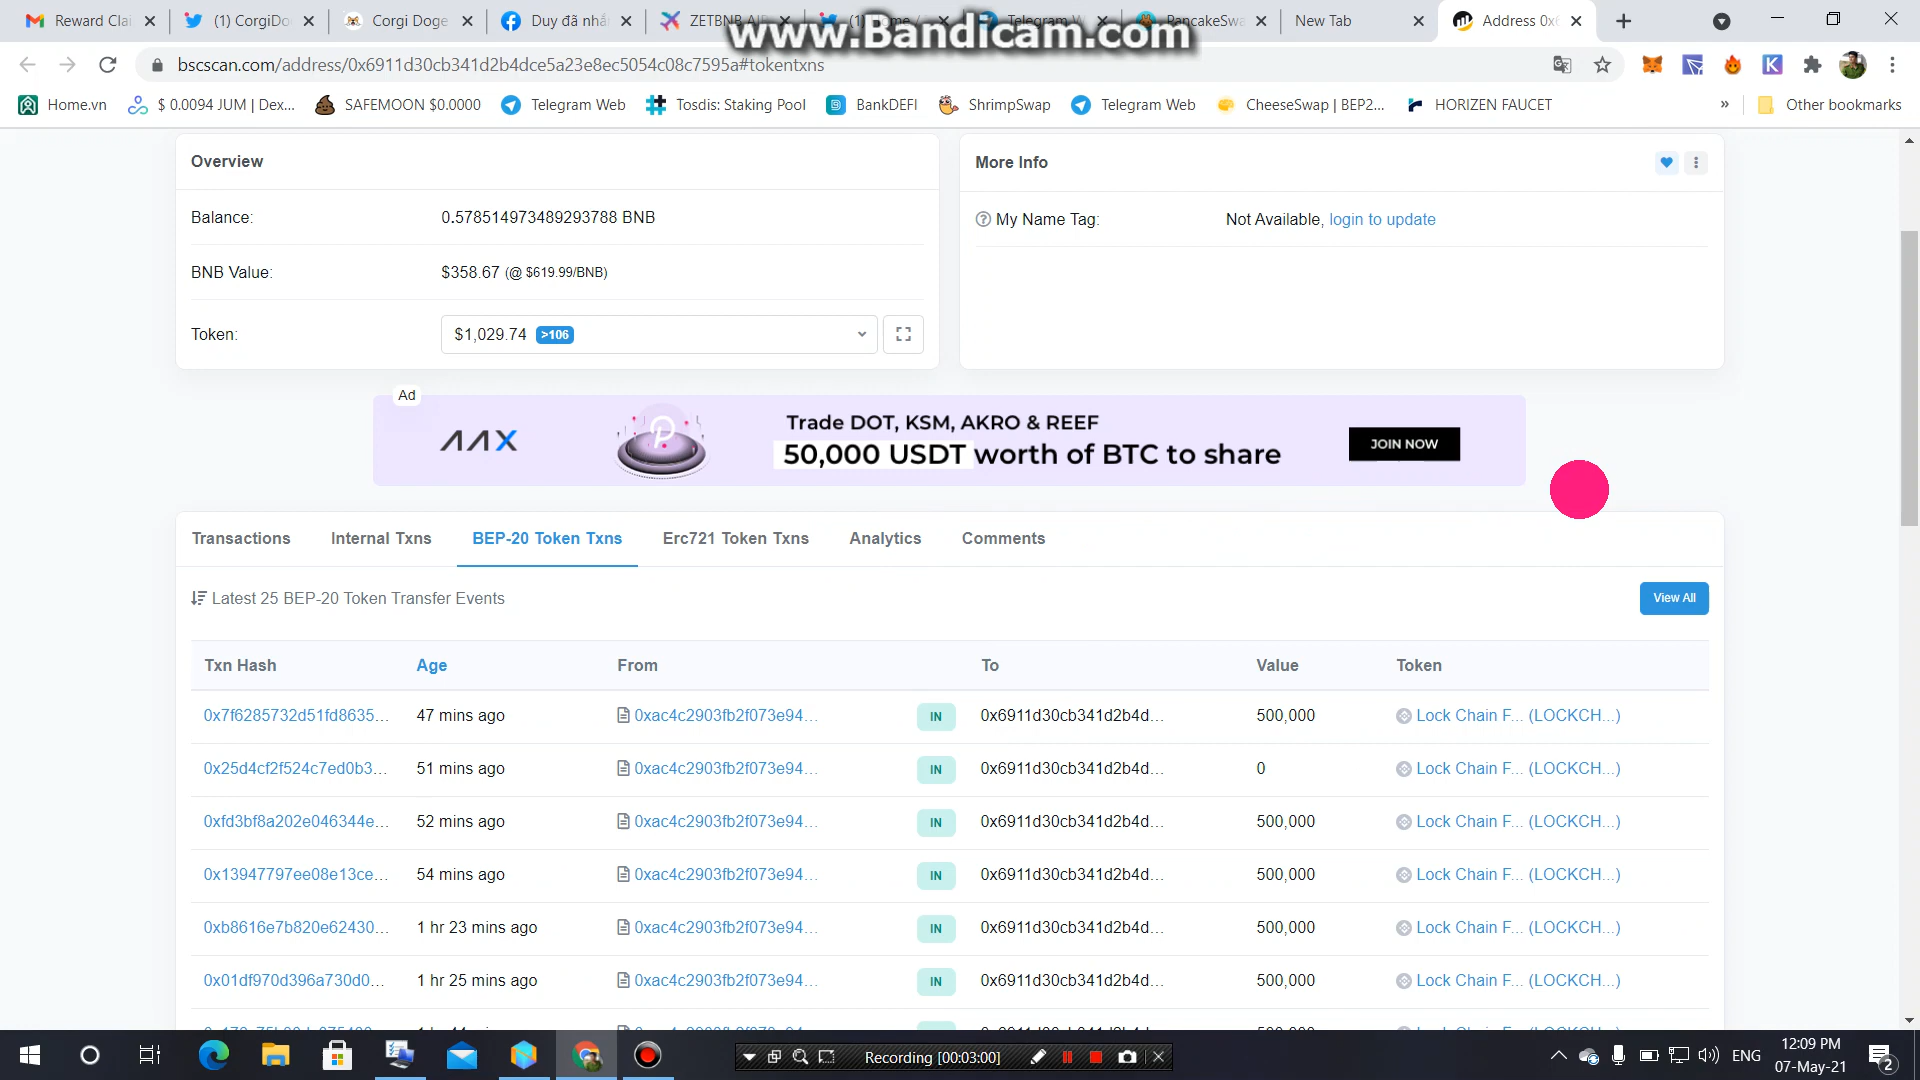 Reward Clai
(1) CorgiDo
Corgi Doge
Duy đã nhắ
ZETBNB AI
(1) Home /
Telegram W
PancakeSwa
New Tab
Address 0x6
www.Bandicam.com
bscscan.com/address/0x6911d30cb341d2b4dce5a23e8ec5054c08c7595a#tokentxns
Home.vn
$ 0.0094 JUM | Dex...
SAFEMOON $0.0000
Telegram Web
Tosdis: Staking Pool
BankDEFI
ShrimpSwap
Telegram Web
CheeseSwap | BEP2...
HORIZEN FAUCET
»
Other bookmarks
Overview
Balance: 0.578514973489293788 BNB
BNB Value: $358.67 (@ $619.99/BNB)
Token: $1,029.74 >106
More Info
My Name Tag: Not Available, login to update
Ad
AAX
Trade DOT, KSM, AKRO & REEF
50,000 USDT worth of BTC to share
JOIN NOW
Transactions Internal Txns BEP-20 Token Txns Erc721 Token Txns Analytics Comments
Latest 25 BEP-20 Token Transfer Events
View All
Txn Hash Age From To Value Token
0x7f6285732d51fd8635... 47 mins ago 0xac4c2903fb2f073e94... IN 0x6911d30cb341d2b4d... 500,000 Lock Chain F... (LOCKCH...)
0x25d4cf2f524c7ed0b3... 51 mins ago 0xac4c2903fb2f073e94... IN 0x6911d30cb341d2b4d... 0 Lock Chain F... (LOCKCH...)
0xfd3bf8a202e046344e... 52 mins ago 0xac4c2903fb2f073e94... IN 0x6911d30cb341d2b4d... 500,000 Lock Chain F... (LOCKCH...)
0x13947797ee08e13ce... 54 mins ago 0xac4c2903fb2f073e94... IN 0x6911d30cb341d2b4d... 500,000 Lock Chain F... (LOCKCH...)
0xb8616e7b820e62430... 1 hr 23 mins ago 0xac4c2903fb2f073e94... IN 0x6911d30cb341d2b4d... 500,000 Lock Chain F... (LOCKCH...)
0x01df970d396a730d0... 1 hr 25 mins ago 0xac4c2903fb2f073e94... IN 0x6911d30cb341d2b4d... 500,000 Lock Chain F... (LOCKCH...)
Recording [00:03:00]
ENG
12:09 PM
07-May-21
2